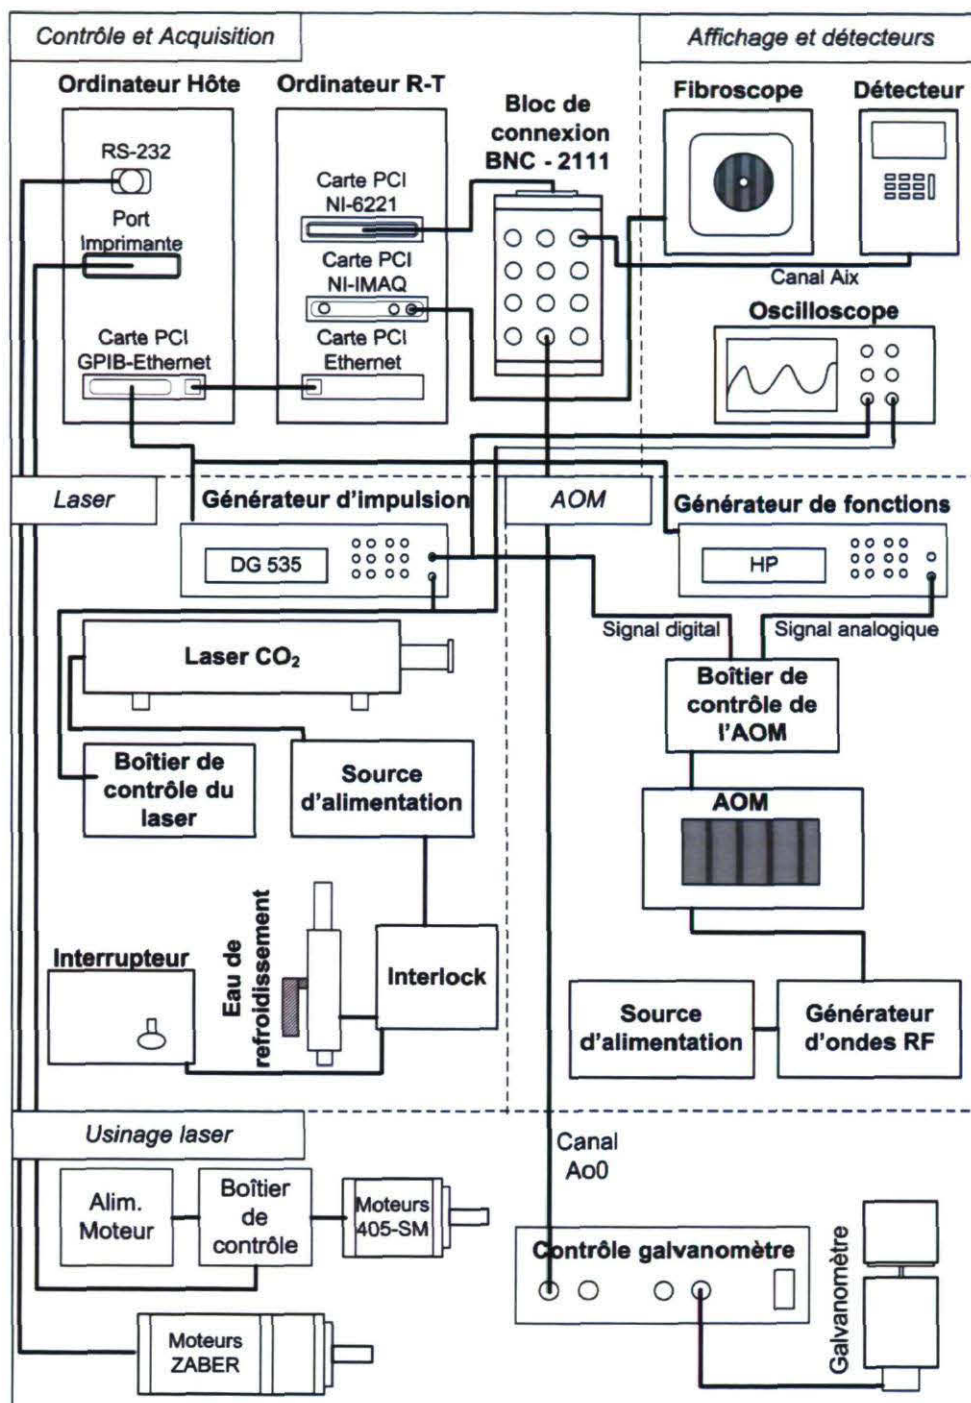 Contrôle et Acquisition
Affichage et détecteurs
Ordinateur Hôte
Ordinateur R-T
Bloc de
connexion
BNC - 2111
Fibroscope
Détecteur
RS-232
Port
Imprimante
Carte PCI
GPIB-Ethernet
Carte PCI
NI-6221
Carte PCI
NI-IMAQ
Carte PCI
Ethernet
Canal Aix
Oscilloscope
Laser
Générateur d'impulsion
DG 535
AOM
Générateur de fonctions
HP
Signal digital
Signal analogique
Laser CO₂
Boîtier de
contrôle du
laser
Source
d'alimentation
Boîtier de
contrôle de
l'AOM
AOM
Interrupteur
Eau de
refroidissement
Interlock
Source
d'alimentation
Générateur
d'ondes RF
Usinage laser
Canal
Ao0
Alim.
Moteur
Boîtier
de
contrôle
Moteurs
405-SM
Moteurs
ZABER
Contrôle galvanomètre
Galvanomètre